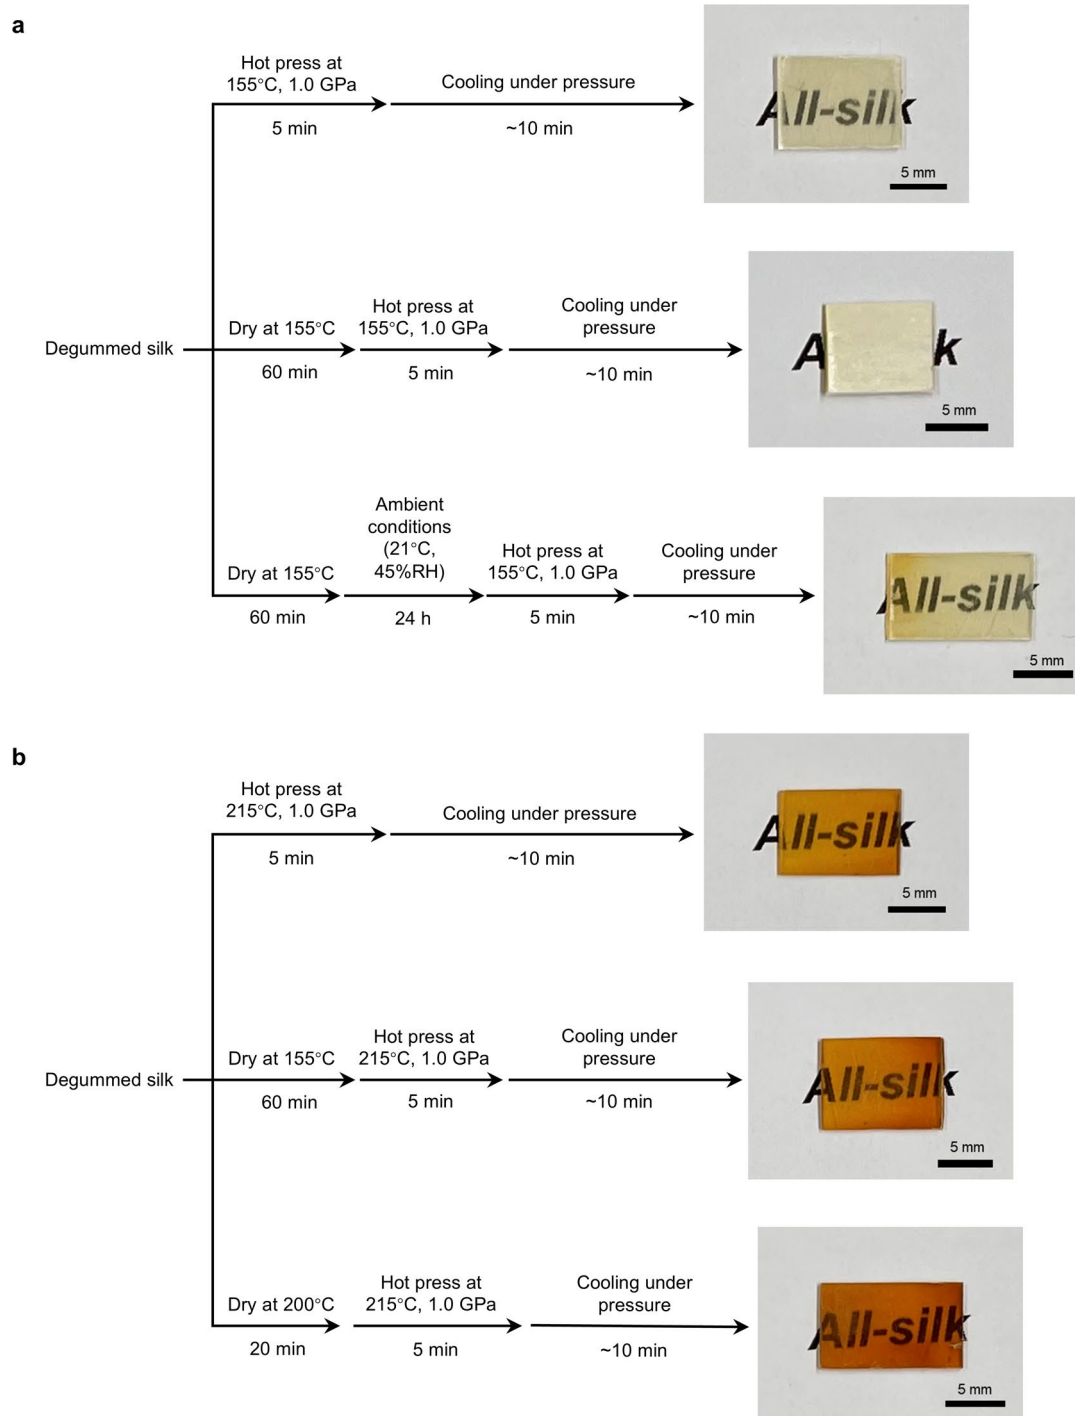 a
Hot press at
155°C, 1.0 GPa
5 min
Cooling under pressure
~10 min
All-silk
5 mm
Degummed silk
Dry at 155°C
60 min
Hot press at
155°C, 1.0 GPa
5 min
Cooling under
pressure
~10 min
A
k
5 mm
Dry at 155°C
60 min
Ambient
conditions
(21°C,
45%RH)
24 h
Hot press at
155°C, 1.0 GPa
5 min
Cooling under
pressure
~10 min
All-silk
5 mm
b
Hot press at
215°C, 1.0 GPa
5 min
Cooling under pressure
~10 min
All-silk
5 mm
Degummed silk
Dry at 155°C
60 min
Hot press at
215°C, 1.0 GPa
5 min
Cooling under
pressure
~10 min
All-silk
5 mm
Dry at 200°C
20 min
Hot press at
215°C, 1.0 GPa
5 min
Cooling under
pressure
~10 min
All-silk
5 mm